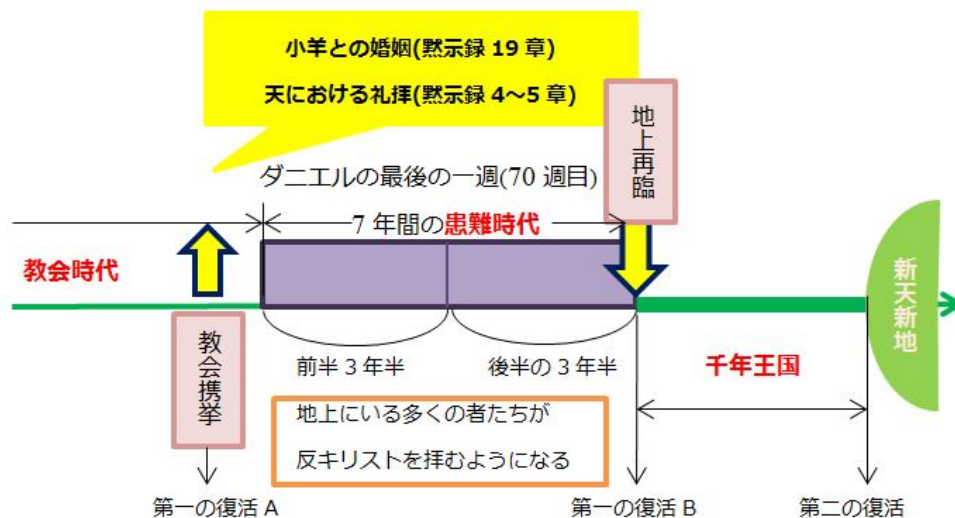 小羊との婚姻(黙示録 19 章)
天における礼拝(黙示録 4～5 章)
地上再臨
ダニエルの最後の一週(70 週目)
7 年間の患難時代
教会時代
新天新地
教会携挙
前半 3 年半
後半の 3 年半
千年王国
地上にいる多くの者たちが
反キリストを拝むようになる
第一の復活 A
第一の復活 B
第二の復活